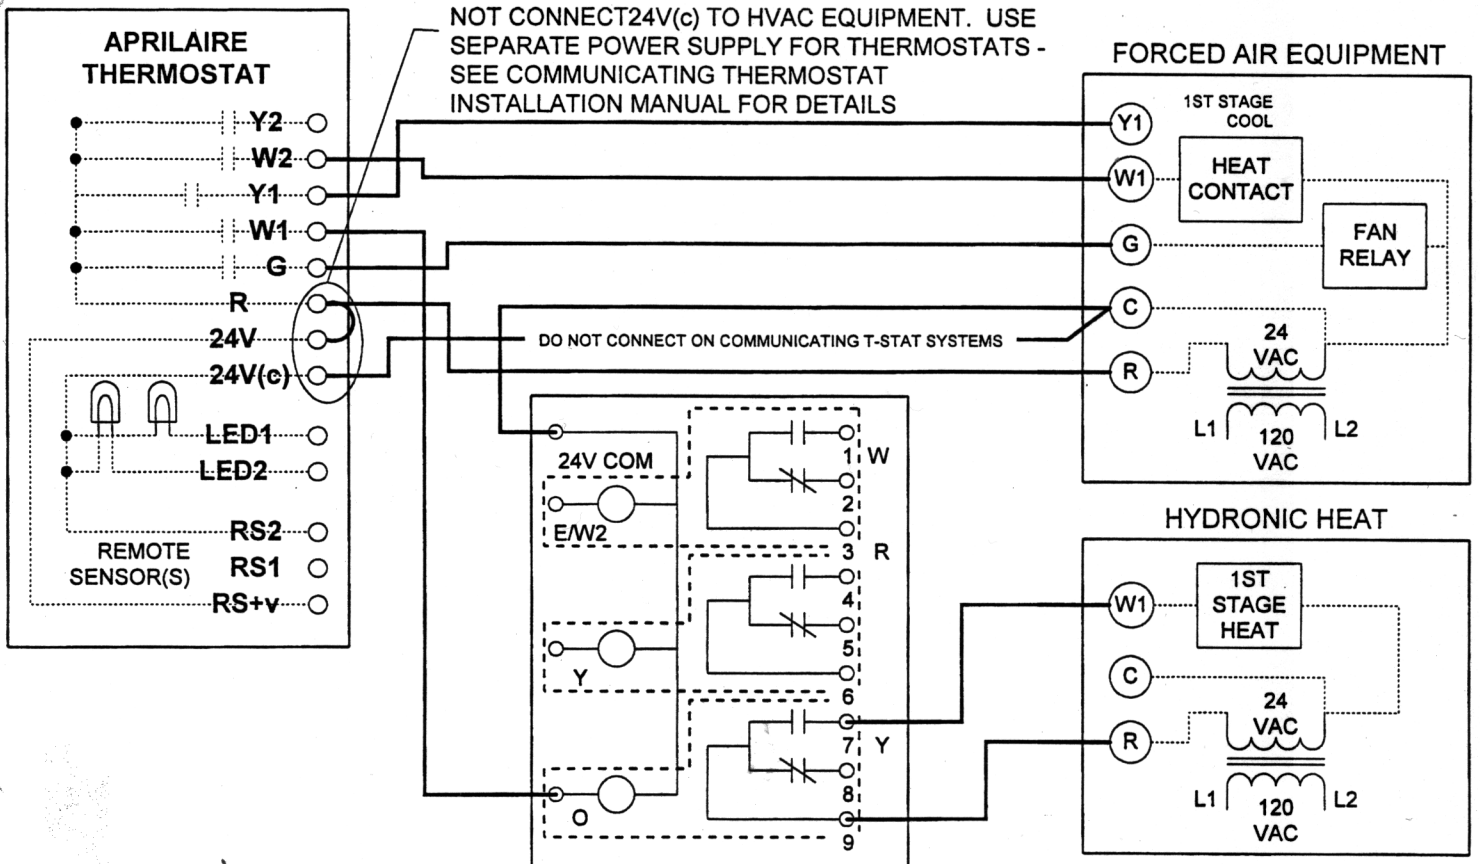 NOT CONNECT24V(c) TO HVAC EQUIPMENT. USE
SEPARATE POWER SUPPLY FOR THERMOSTATS -
SEE COMMUNICATING THERMOSTAT
INSTALLATION MANUAL FOR DETAILS
APRILAIRE
THERMOSTAT
Y2
W2
Y1
W1
G
R
24V
24V(c)
LED1
LED2
RS2
REMOTE
SENSOR(S)
RS1
RS+v
DO NOT CONNECT ON COMMUNICATING T-STAT SYSTEMS
24V COM
E/W2
Y
O
1
W
2
3
R
4
5
6
7
Y
8
9
FORCED AIR EQUIPMENT
1ST STAGE
COOL
Y1
W1
HEAT
CONTACT
G
FAN
RELAY
C
24
VAC
R
L1
120
VAC
L2
HYDRONIC HEAT
W1
1ST
STAGE
HEAT
C
24
VAC
R
L1
120
VAC
L2